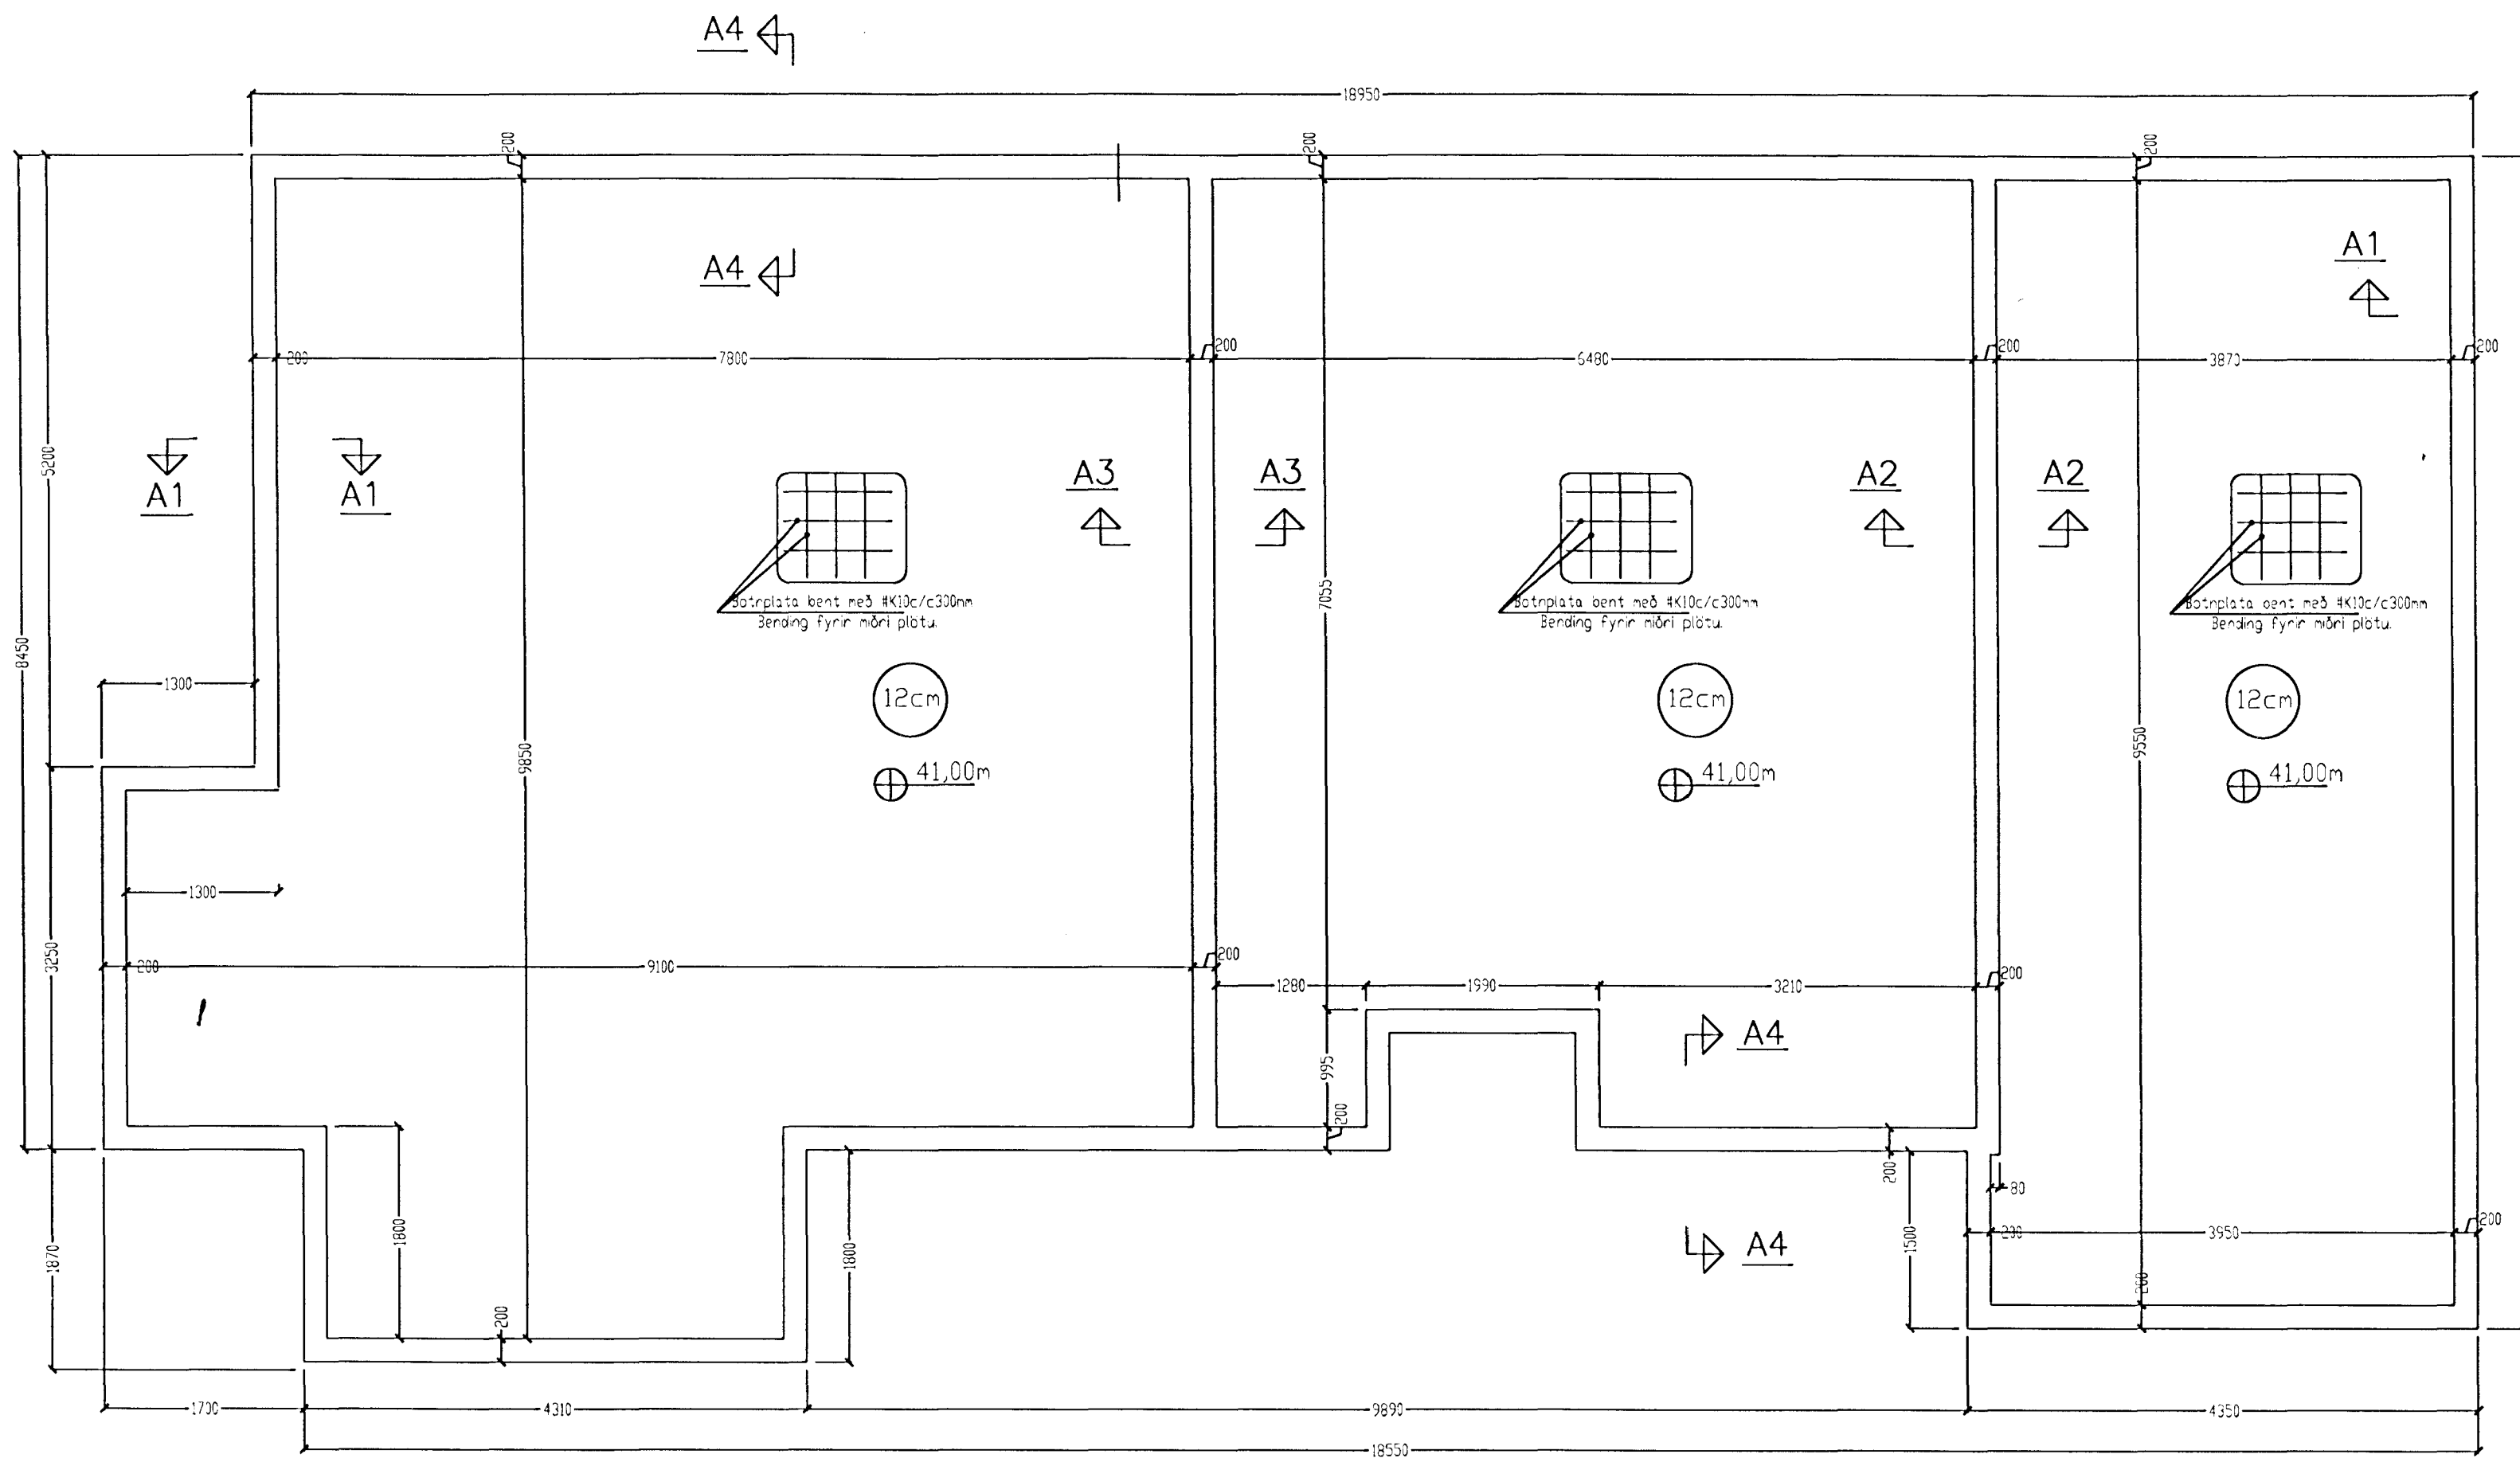 A4
18950
200
200
200
A4
A1
200
7800
200
6480
200
3870
200
5200
A1
A1
A3
A3
A2
A2
Botnplata bent með #K10c/c300mm
Bending fyrir miðri plötu.
Botnplata bent með #K10c/c300mm
Bending fyrir miðri plötu.
Botnplata bent með #K10c/c300mm
Bending fyrir miðri plötu.
7055
8450
1300
12cm
12cm
12cm
9850
9550
41,00m
41,00m
41,00m
1300
3250
200
9100
200
1280
1990
3210
200
A4
995
200
200
80
1870
1800
1800
1500
200
3950
200
A4
200
200
1700
4310
9890
4350
18550